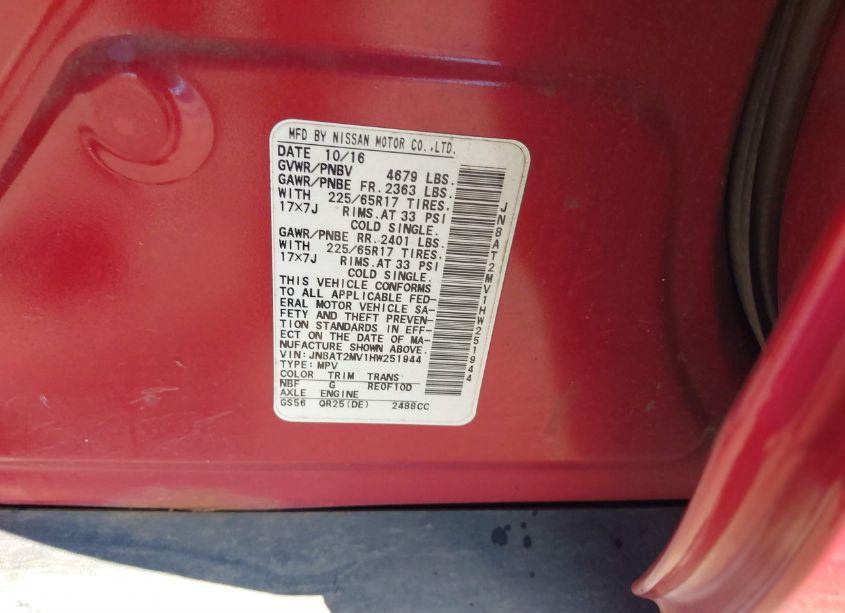 MFD BY NISSAN MOTOR CO.,LTD.
DATE 10/16
GVWR/PNBV 4679 LBS.
GAWR/PNBE FR. 2363 LBS.
WITH 225/65R17 TIRES.
17×7J RIMS.AT 33 PSI
COLD SINGLE.
GAWR/PNBE RR. 2401 LBS.
WITH 225/65R17 TIRES.
17×7J RIMS.AT 33 PSI
COLD SINGLE.
THIS VEHICLE CONFORMS
TO ALL APPLICABLE FED-
ERAL MOTOR VEHICLE SA-
FETY AND THEFT PREVEN-
TION STANDARDS IN EFF-
ECT ON THE DATE OF MA-
NUFACTURE SHOWN ABOVE.
VIN: JN8AT2MV1HW251944
TYPE: MPV
COLOR TRIM TRANS
NBF G RE0F10D
AXLE ENGINE
GS56 QR25(DE) 2488CC
JN8AT2MV1HW251944